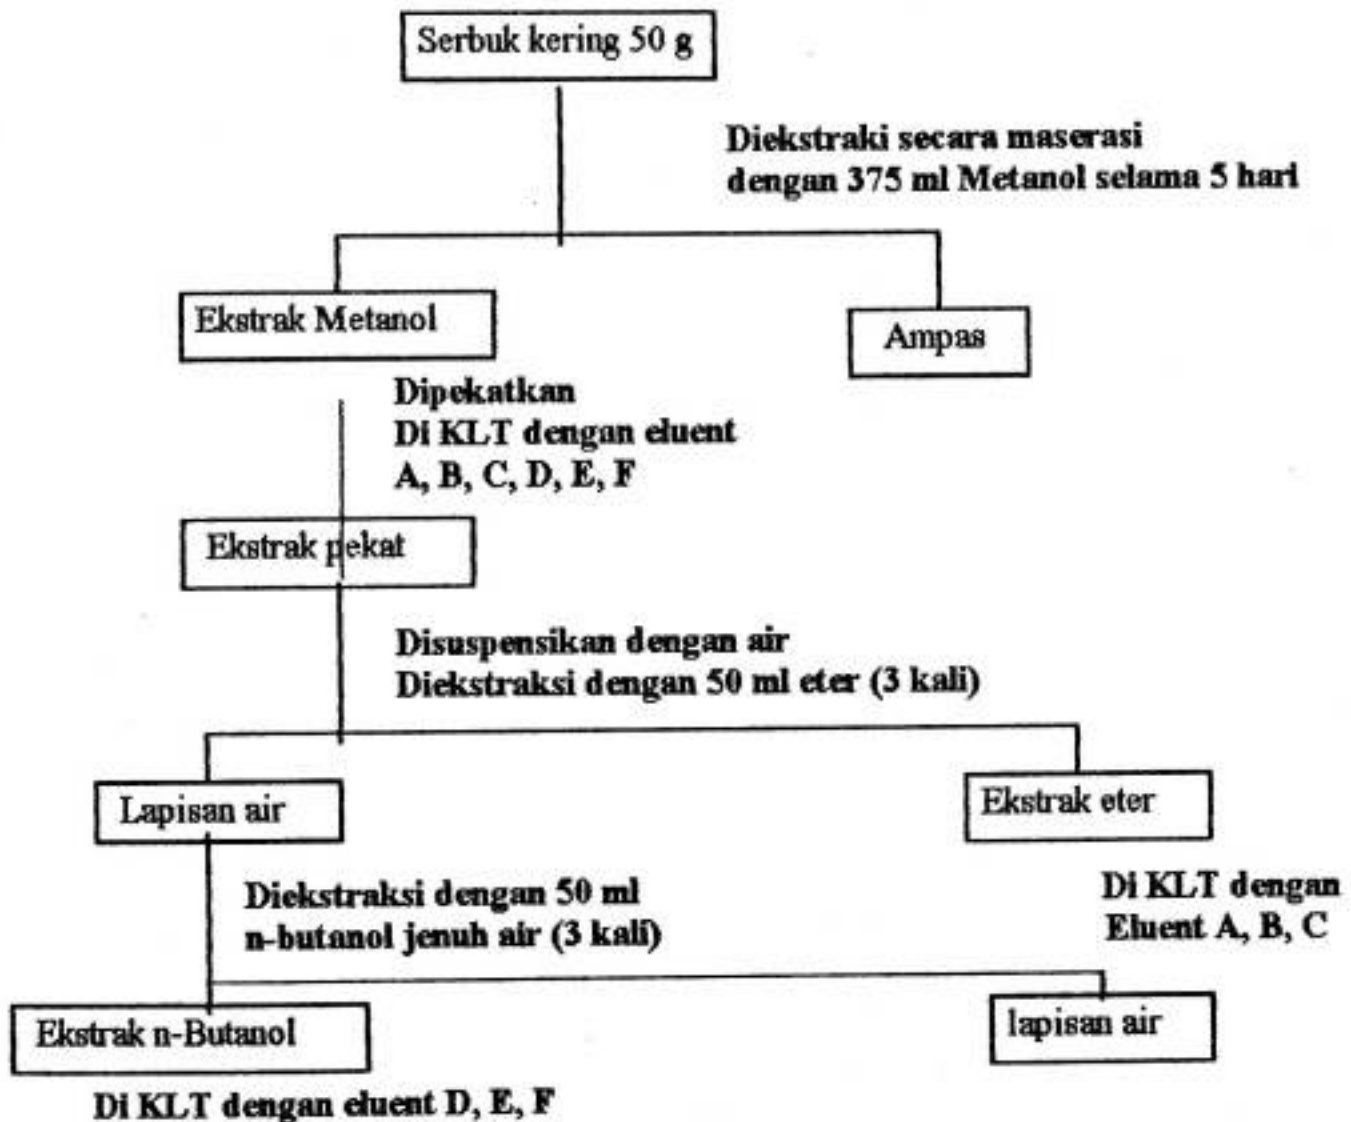 Serbuk kering 50 g
Diekstraki secara maserasi
dengan 375 ml Metanol selama 5 hari
Ekstrak Metanol
Ampas
Dipekatkan
Di KLT dengan eluent
A, B, C, D, E, F
Ekstrak pekat
Disuspensikan dengan air
Diekstraksi dengan 50 ml eter (3 kali)
Lapisan air
Ekstrak eter
Diekstraksi dengan 50 ml
n-butanol jenuh air (3 kali)
Di KLT dengan
Eluent A, B, C
Ekstrak n-Butanol
lapisan air
Di KLT dengan eluent D, E, F